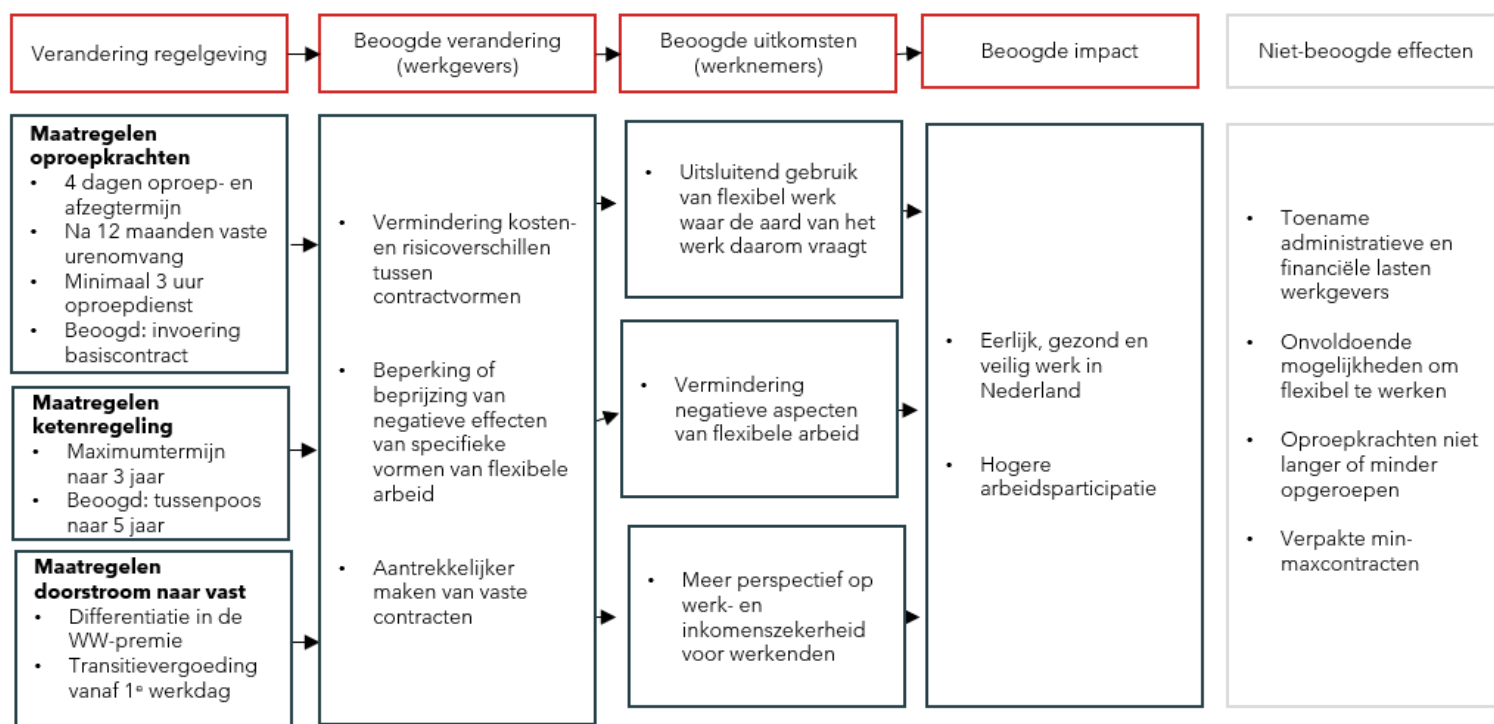 Verandering regelgeving
Beoogde verandering
(werkgevers)
Beoogde uitkomsten
(werknemers)
Beoogde impact
Niet-beoogde effecten
Maatregelen
oproepkrachten
• 4 dagen oproep- en
afzegtermijn
• Na 12 maanden vaste
urenomvang
• Minimaal 3 uur
oproepdienst
• Beoogd: invoering
basiscontract
Maatregelen
ketenregeling
• Maximumtermijn
naar 3 jaar
• Beoogd: tussenpoos
naar 5 jaar
Maatregelen
doorstroom naar vast
• Differentiatie in de
WW-premie
• Transitievergoeding
vanaf 1e werkdag
• Vermindering kosten-
en risicoverschillen
tussen
contractvormen
• Beperking of
beprijzing van
negatieve effecten
van specifieke
vormen van flexibele
arbeid
• Aantrekkelijker
maken van vaste
contracten
• Uitsluitend gebruik
van flexibel werk
waar de aard van het
werk daarom vraagt
• Vermindering
negatieve aspecten
van flexibele arbeid
• Meer perspectief op
werk- en
inkomenszekerheid
voor werkenden
• Eerlijk, gezond en
veilig werk in
Nederland
• Hogere
arbeidsparticipatie
• Toename
administratieve en
financiële lasten
werkgevers
• Onvoldoende
mogelijkheden om
flexibel te werken
• Oproepkrachten niet
langer of minder
opgeroepen
• Verpakte min-
maxcontracten